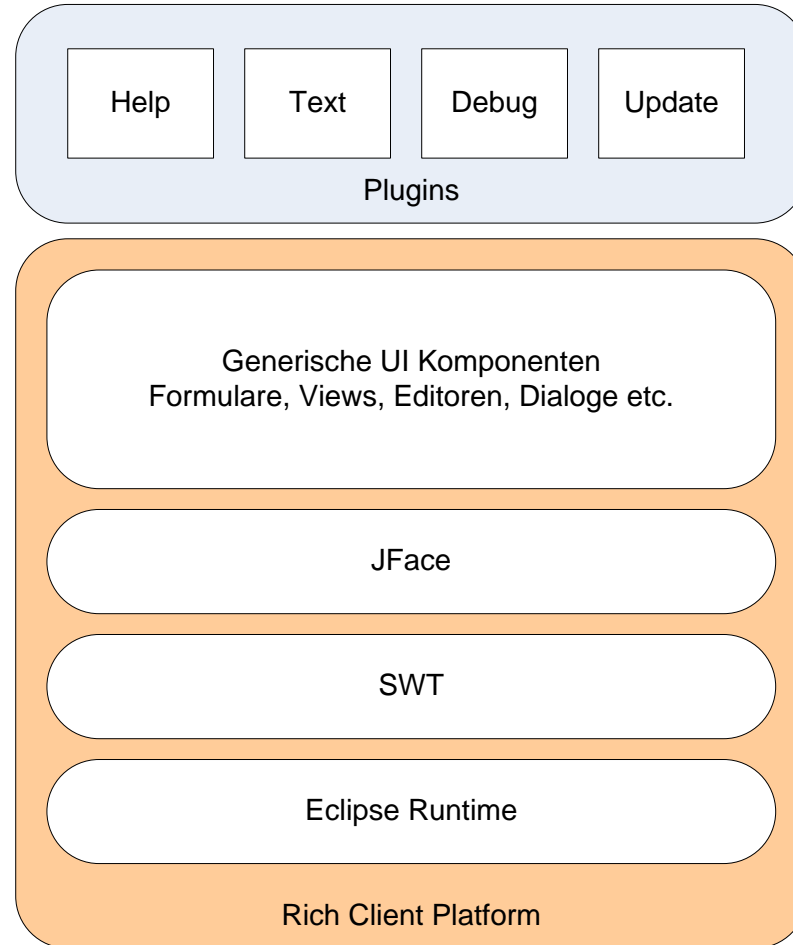 Help
Text
Debug
Update
Plugins
Generische UI Komponenten
Formulare, Views, Editoren, Dialoge etc.
JFace
SWT
Eclipse Runtime
Rich Client Platform